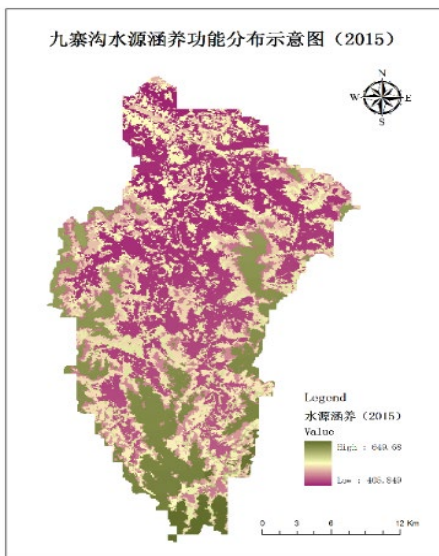 九寨沟水源涵养功能分布示意图（2015）
N
W
E
S
Legend
水源涵养（2015）
Value
High : 649.68
Low : 405.849
0 3 6 12 Km